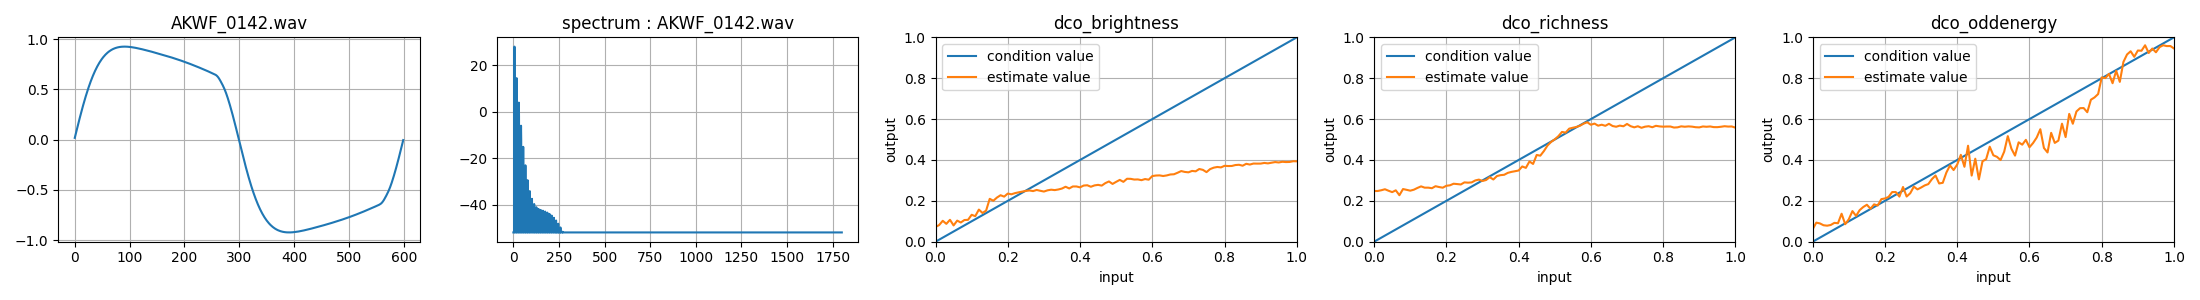 AKWF_0142.wav
1.0
0.5
0.0
−0.5
−1.0
0 100 200 300 400 500 600
spectrum : AKWF_0142.wav
20
0
−20
−40
0 250 500 750 1000 1250 1500 1750
dco_brightness
condition value
estimate value
output
1.0
0.8
0.6
0.4
0.2
0.0
0.0 0.2 0.4 0.6 0.8 1.0
input
dco_richness
condition value
estimate value
output
1.0
0.8
0.6
0.4
0.2
0.0
0.0 0.2 0.4 0.6 0.8 1.0
input
dco_oddenergy
condition value
estimate value
output
1.0
0.8
0.6
0.4
0.2
0.0
0.0 0.2 0.4 0.6 0.8 1.0
input